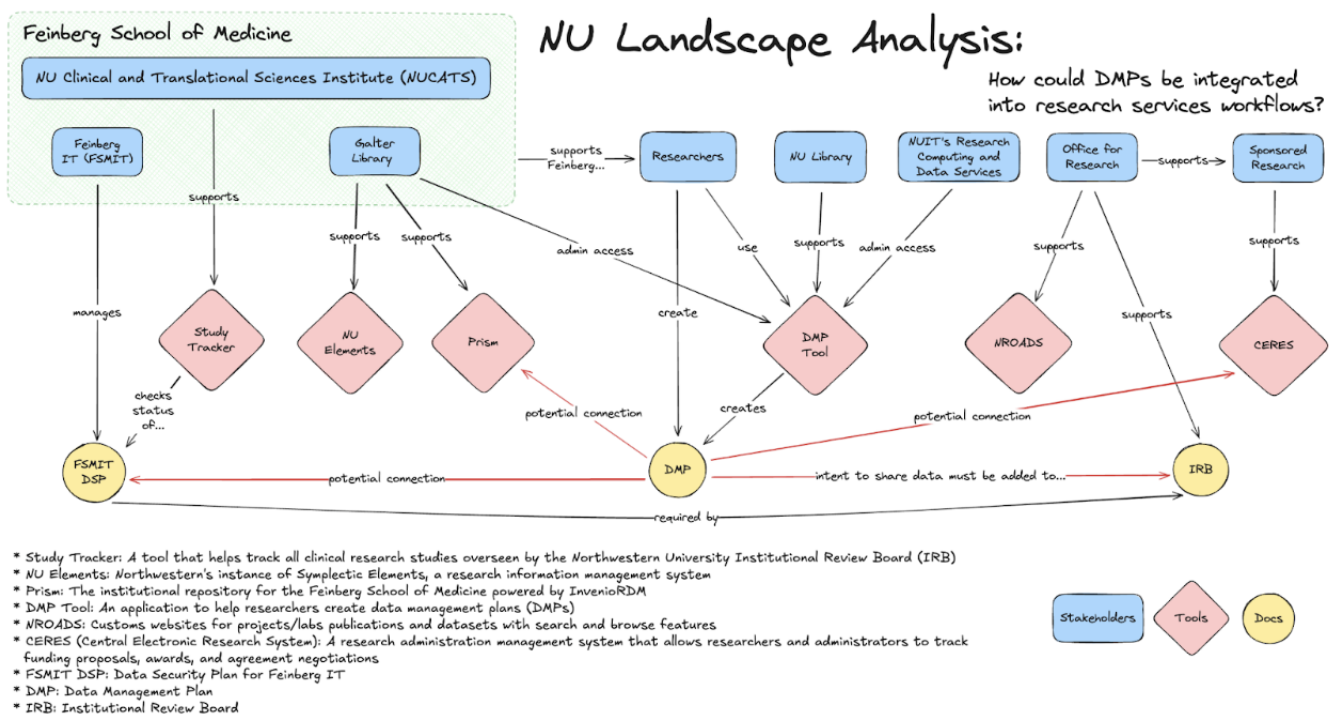 Feinberg School of Medicine
NU Landscape Analysis:
How could DMPs be integrated
into research services workflows?
NU Clinical and Translational Sciences Institute (NUCATS)
Feinberg
IT (FSMIT)
Galter
Library
supports
Feinberg...
Researchers
NU Library
NUIT's Research
Computing and
Data Services
Office for
Research
supports
Sponsored
Research
supports
supports
supports
admin access
use
supports
admin access
supports
supports
manages
create
supports
Study
Tracker
NU
Elements
Prism
DMP
Tool
NROADS
CERES
checks
status
of...
potential connection
creates
potential connection
FSMIT
DSP
potential connection
DMP
intent to share data must be added to...
IRB
required by
* Study Tracker: A tool that helps track all clinical research studies overseen by the Northwestern University Institutional Review Board (IRB)
* NU Elements: Northwestern's instance of Symplectic Elements, a research information management system
* Prism: The institutional repository for the Feinberg School of Medicine powered by InvenioRDM
* DMP Tool: An application to help researchers create data management plans (DMPs)
* NROADS: Customs websites for projects/labs publications and datasets with search and browse features
* CERES (Central Electronic Research System): A research administration management system that allows researchers and administrators to track
funding proposals, awards, and agreement negotiations
* FSMIT DSP: Data Security Plan for Feinberg IT
* DMP: Data Management Plan
* IRB: Institutional Review Board
Stakeholders
Tools
Docs